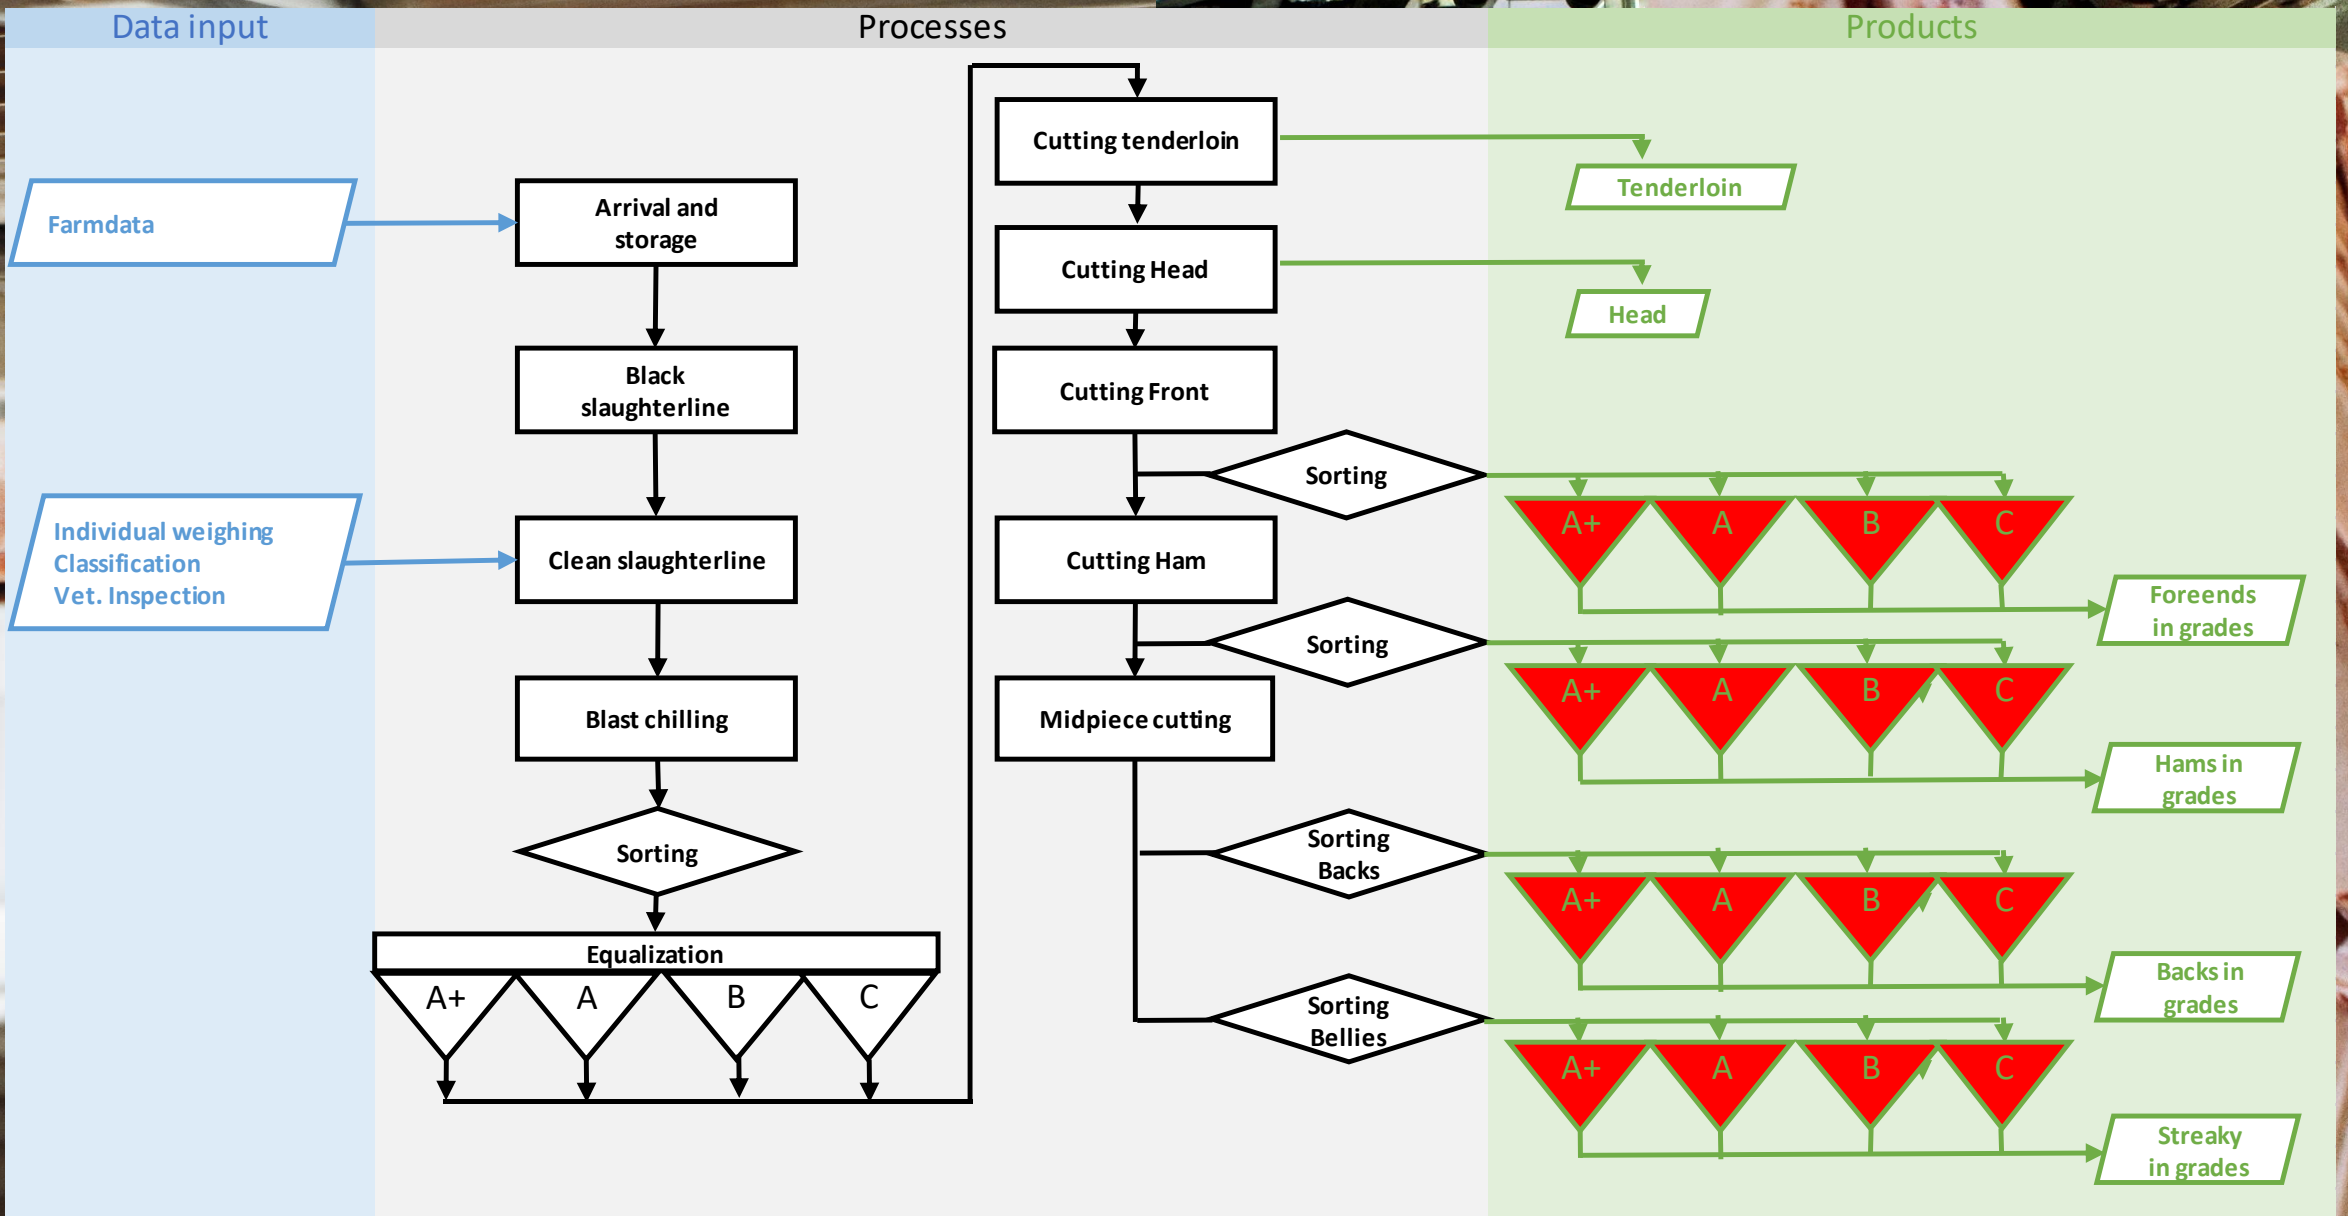 Data input
Processes
Products
Farmdata
Individual weighing
Classification
Vet. Inspection
Arrival and
storage
Black
slaughterline
Clean slaughterline
Blast chilling
Sorting
Equalization
A+ A B C
Cutting tenderloin
Cutting Head
Cutting Front
Sorting
Cutting Ham
Sorting
Midpiece cutting
Sorting
Backs
Sorting
Bellies
Tenderloin
Head
A+ A B C
Foreends
in grades
A+ A B C
Hams in
grades
A+ A B C
Backs in
grades
A+ A B C
Streaky
in grades